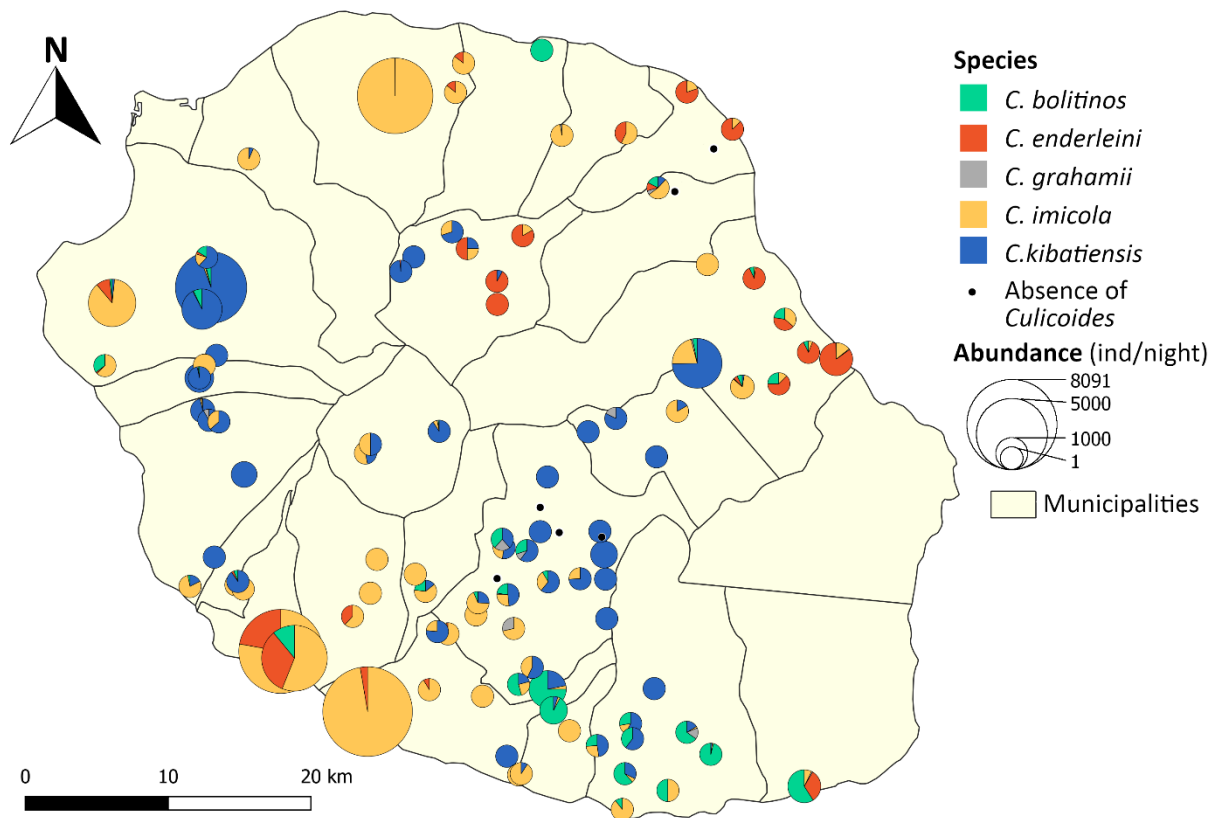 N
Species
C. bolitinos
C. enderleini
C. grahamii
C. imicola
C.kibatiensis
Absence of
Culicoides
Abundance (ind/night)
8091
5000
1000
1
Municipalities
0 10 20 km